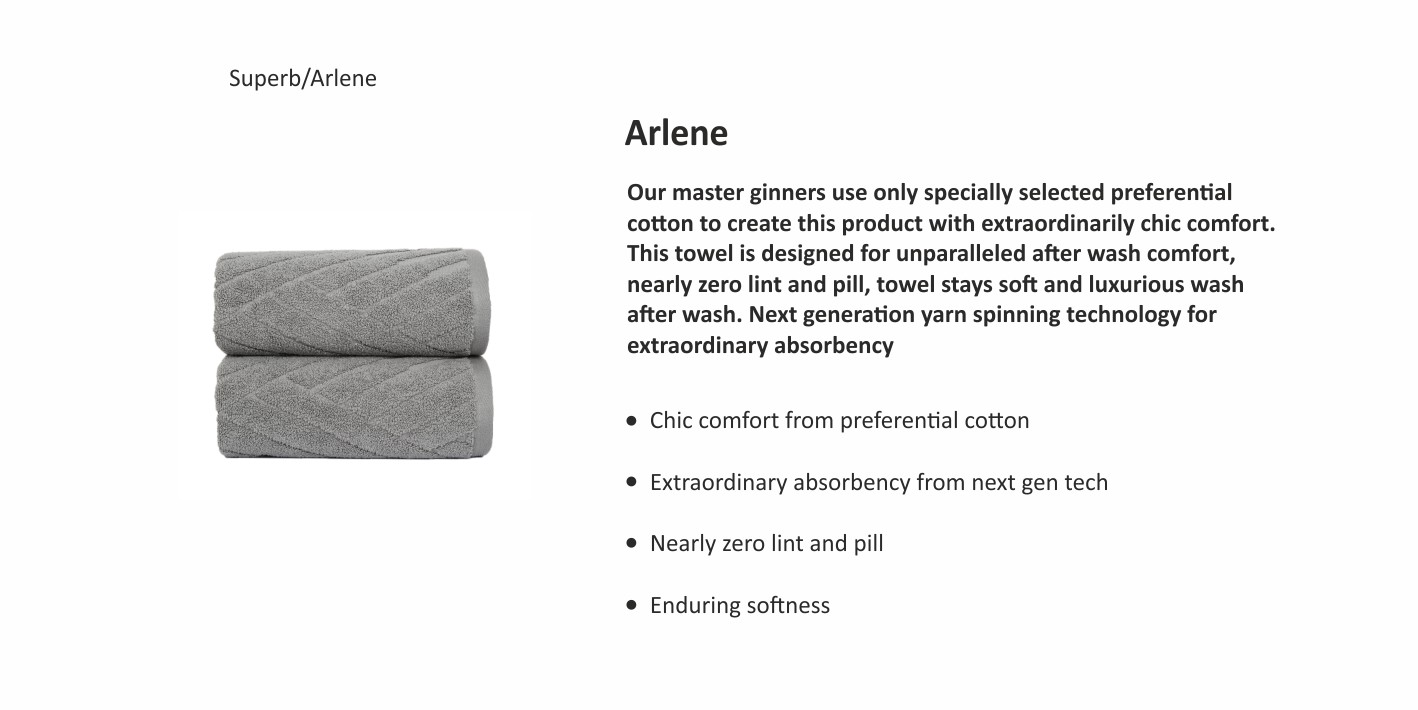 Superb/Arlene
Arlene
Our master ginners use only specially selected preferential
cotton to create this product with extraordinarily chic comfort.
This towel is designed for unparalleled after wash comfort,
nearly zero lint and pill, towel stays soft and luxurious wash
after wash. Next generation yarn spinning technology for
extraordinary absorbency
• Chic comfort from preferential cotton
• Extraordinary absorbency from next gen tech
• Nearly zero lint and pill
• Enduring softness